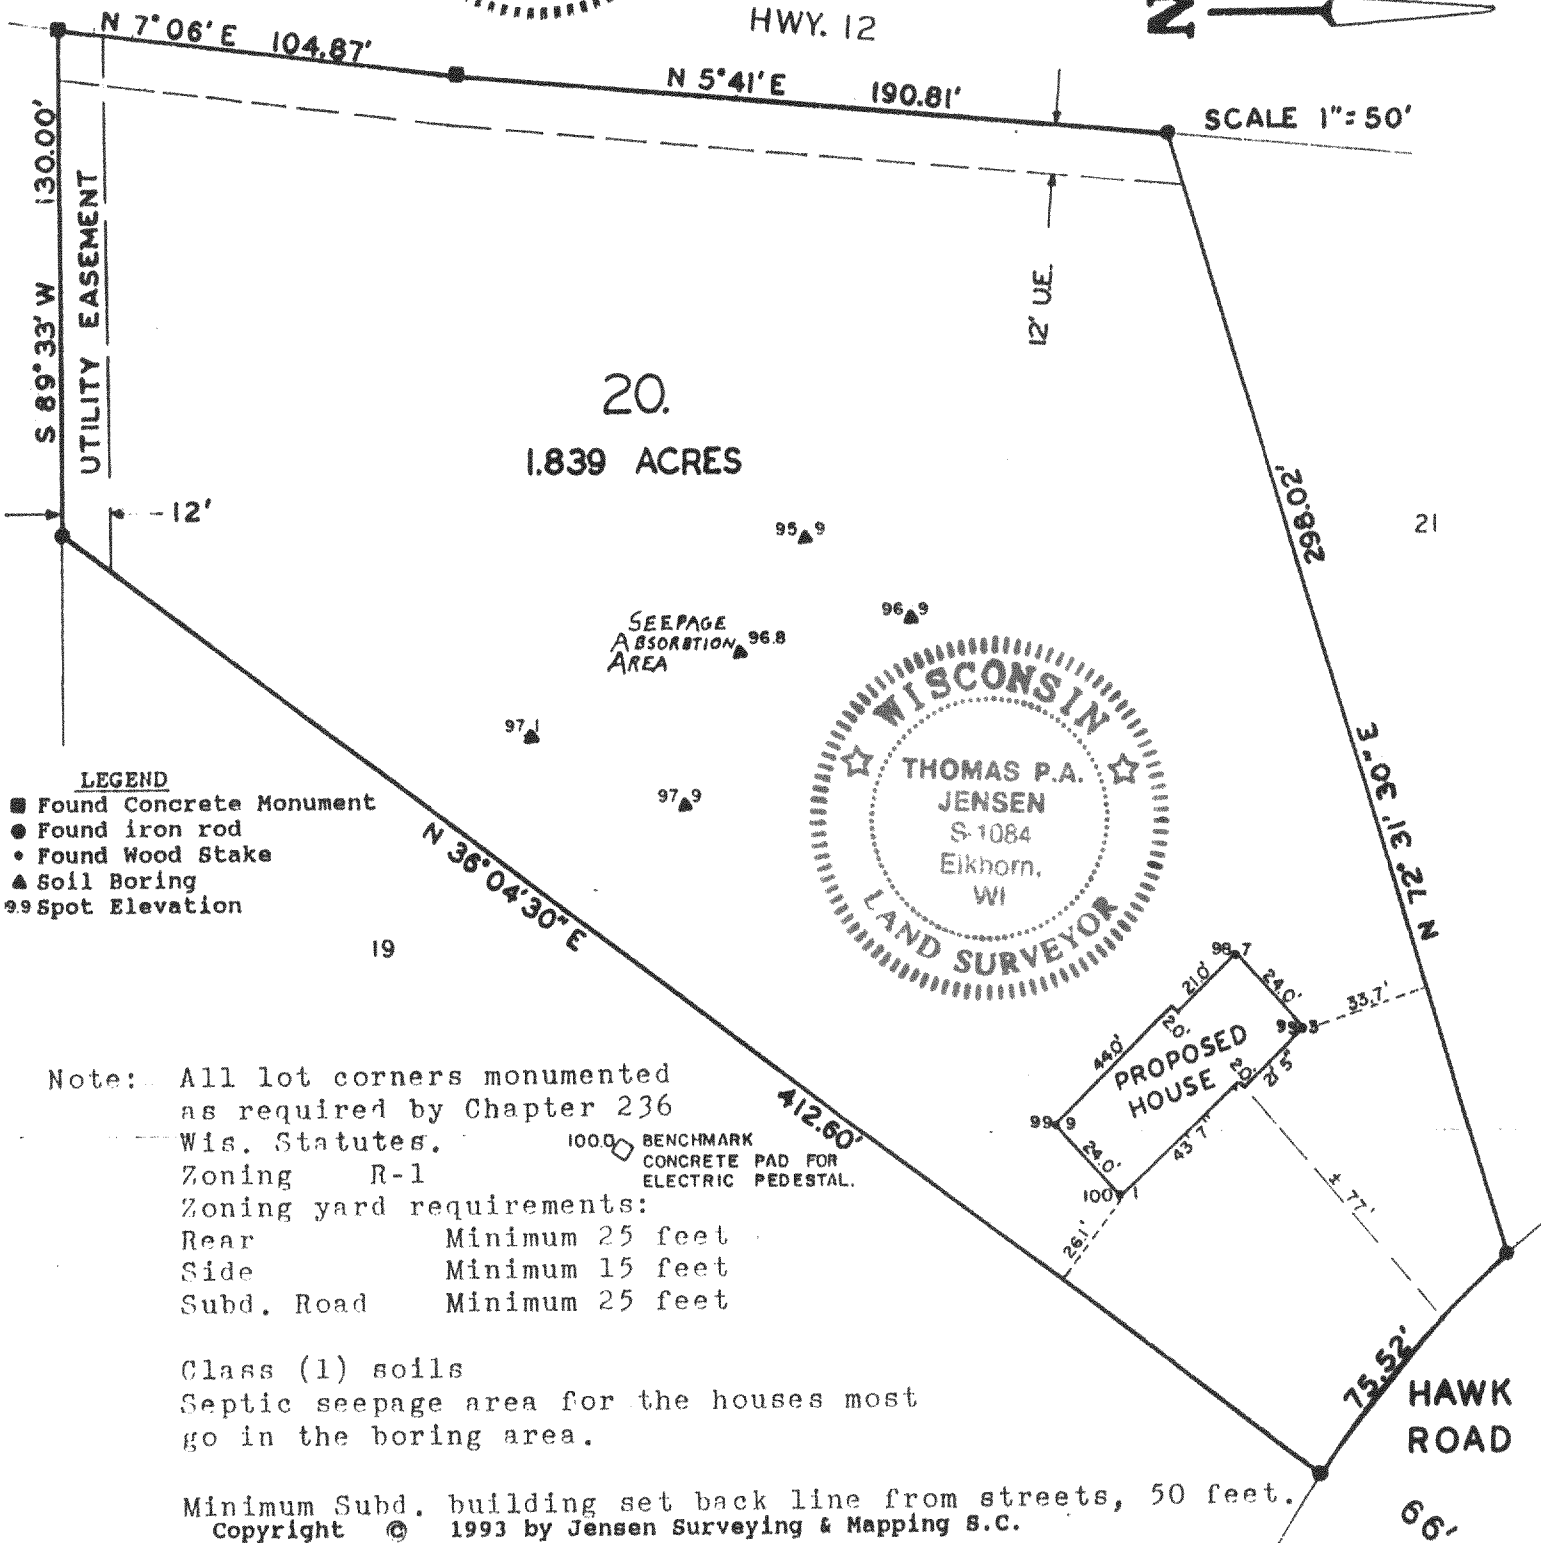 HWY. 12
N
N 7°06' E 104.87'
N 5°41' E 190.81'
SCALE 1"=50'
S 89°33' W 130.00'
UTILITY EASEMENT
12' U.E.
20.
1.839 ACRES
12'
298.02'
N 72° 31' 30" E
21
95.9
96.9
SEEPAGE
ABSORBTION
AREA
96.8
97.1
97.9
WISCONSIN
THOMAS P.A.
JENSEN
S-1084
Elkhorn,
WI
LAND SURVEYOR
LEGEND
Found Concrete Monument
Found iron rod
Found Wood Stake
Soil Boring
9.9 Spot Elevation
N 36°04'30" E
412.60'
19
98.7
21.0'
24.0'
2.0'
44.0'
99.3
33.7'
PROPOSED
HOUSE
2.0'
21'5"
99.9
43'7"
24.0'
100.1
26.1'
± 77'
75.52'
HAWK
ROAD
66'
Note: All lot corners monumented
as required by Chapter 236
Wis. Statutes.
100.0 BENCHMARK
CONCRETE PAD FOR
ELECTRIC PEDESTAL.
Zoning R-1
Zoning yard requirements:
Rear Minimum 25 feet
Side Minimum 15 feet
Subd. Road Minimum 25 feet
Class (1) soils
Septic seepage area for the houses most
go in the boring area.
Minimum Subd. building set back line from streets, 50 feet.
Copyright © 1993 by Jensen Surveying & Mapping S.C.